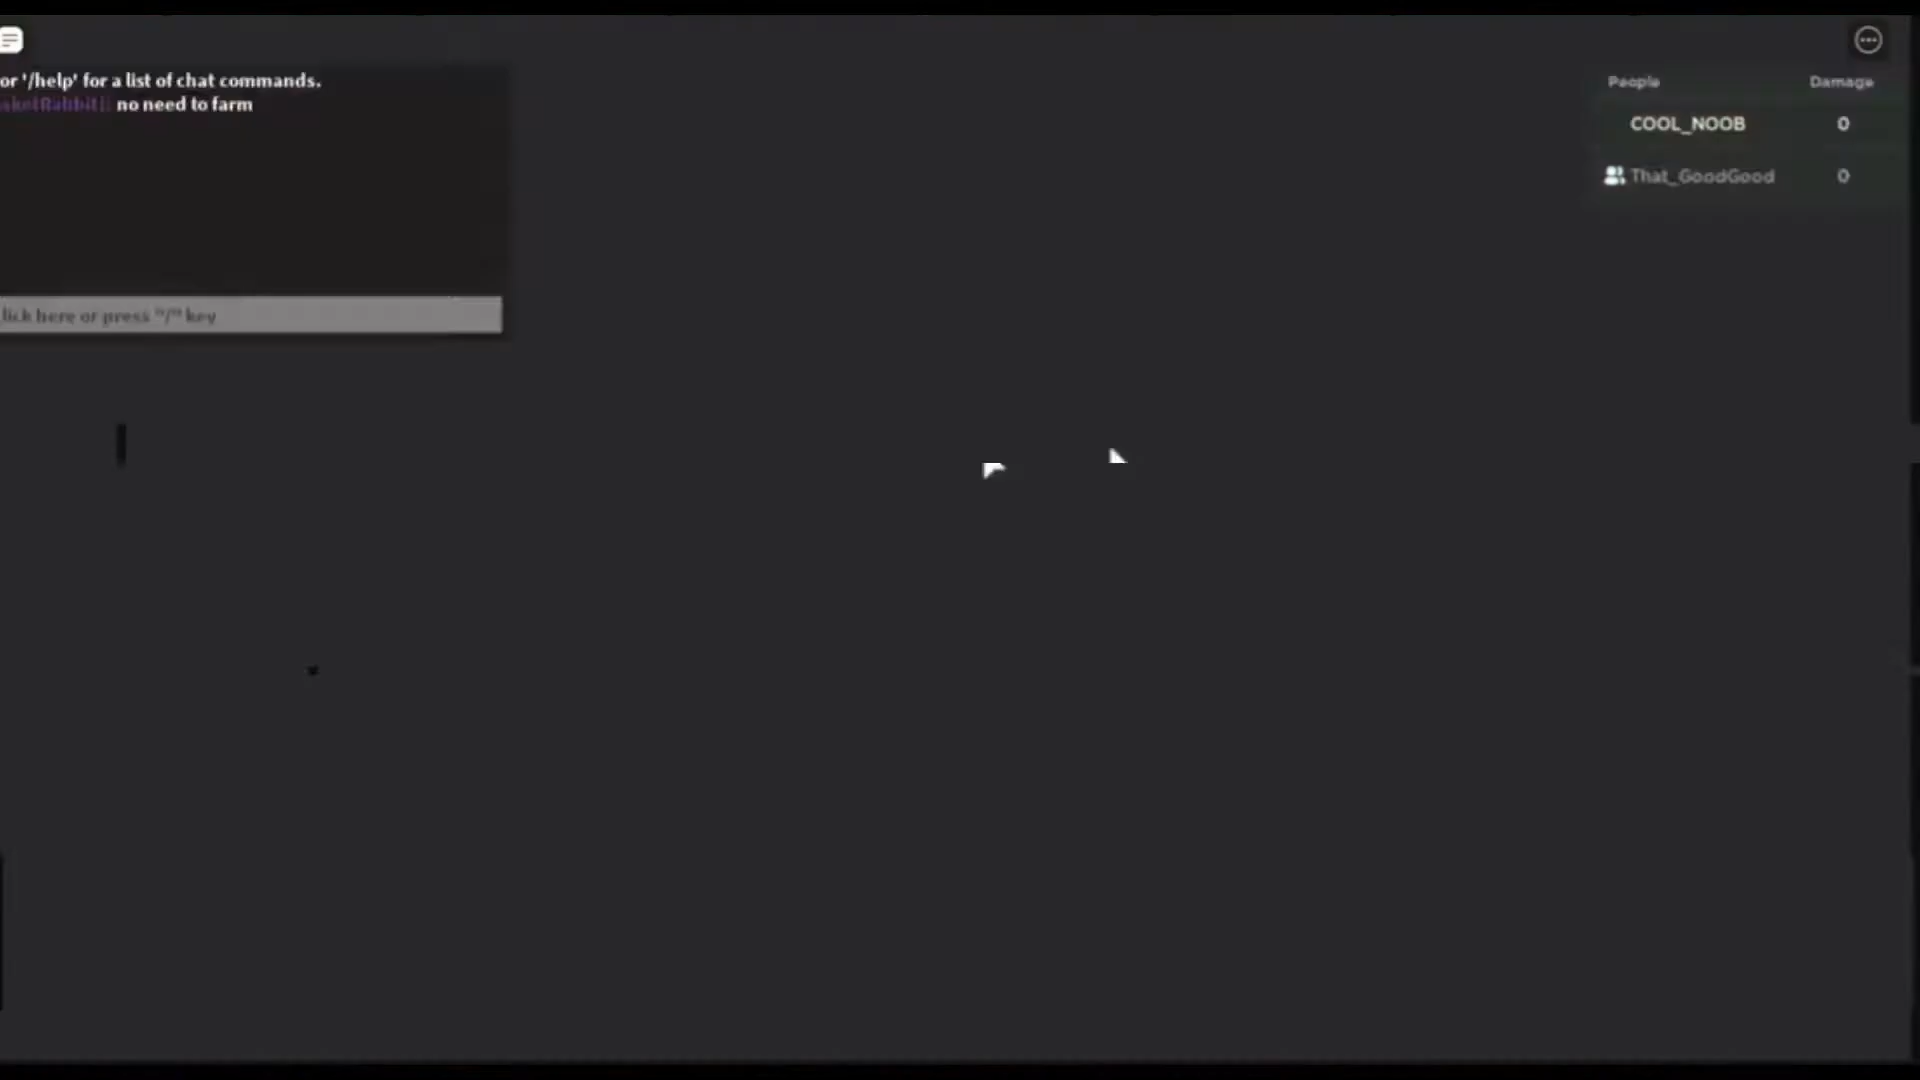 or '/help' for a list of chat commands.
no need to farm
lick here or press "/" key
People Damage
COOL_NOOB 0
That_GoodGood 0